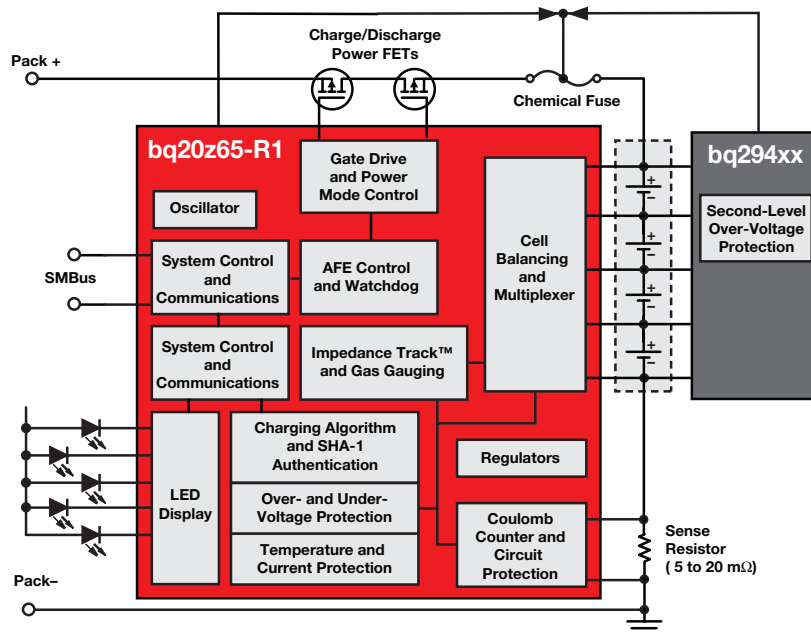 Charge/Discharge
Power FETs
Pack +
Chemical Fuse
bq20z65-R1
bq294xx
Gate Drive
and Power
Mode Control
Oscillator
Second-Level
Over-Voltage
Protection
Cell
Balancing
and
Multiplexer
SMBus
System Control
and
Communications
AFE Control
and Watchdog
System Control
and
Communications
Impedance Track™
and Gas Gauging
LED
Display
Charging Algorithm
and SHA-1
Authentication
Regulators
Over- and Under-
Voltage Protection
Coulomb
Counter and
Circuit
Protection
Sense
Resistor
( 5 to 20 mΩ)
Temperature and
Current Protection
Pack–
+
–
+
–
+
–
+
–